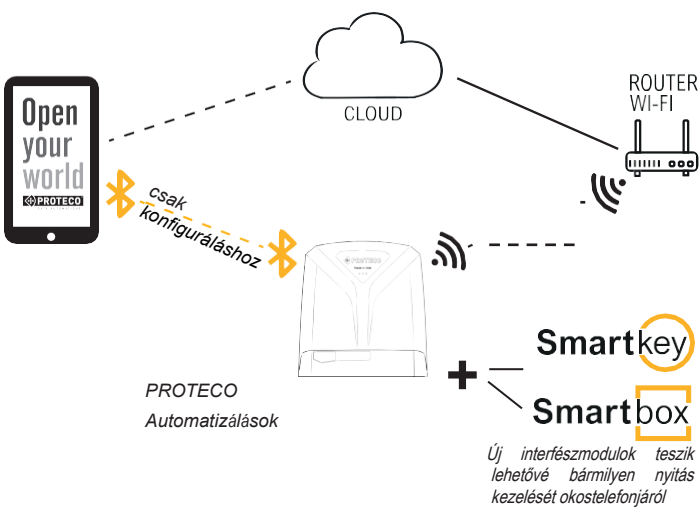 CLOUD
ROUTER
WI-FI
Open
your
world
PROTECO
csak
konfiguráláshoz
PROTECO
Smartkey
Smartbox
PROTECO
Automatizálások
Új interfészmodulok teszik
lehetővé bármilyen nyitás
kezelését okostelefonjáról